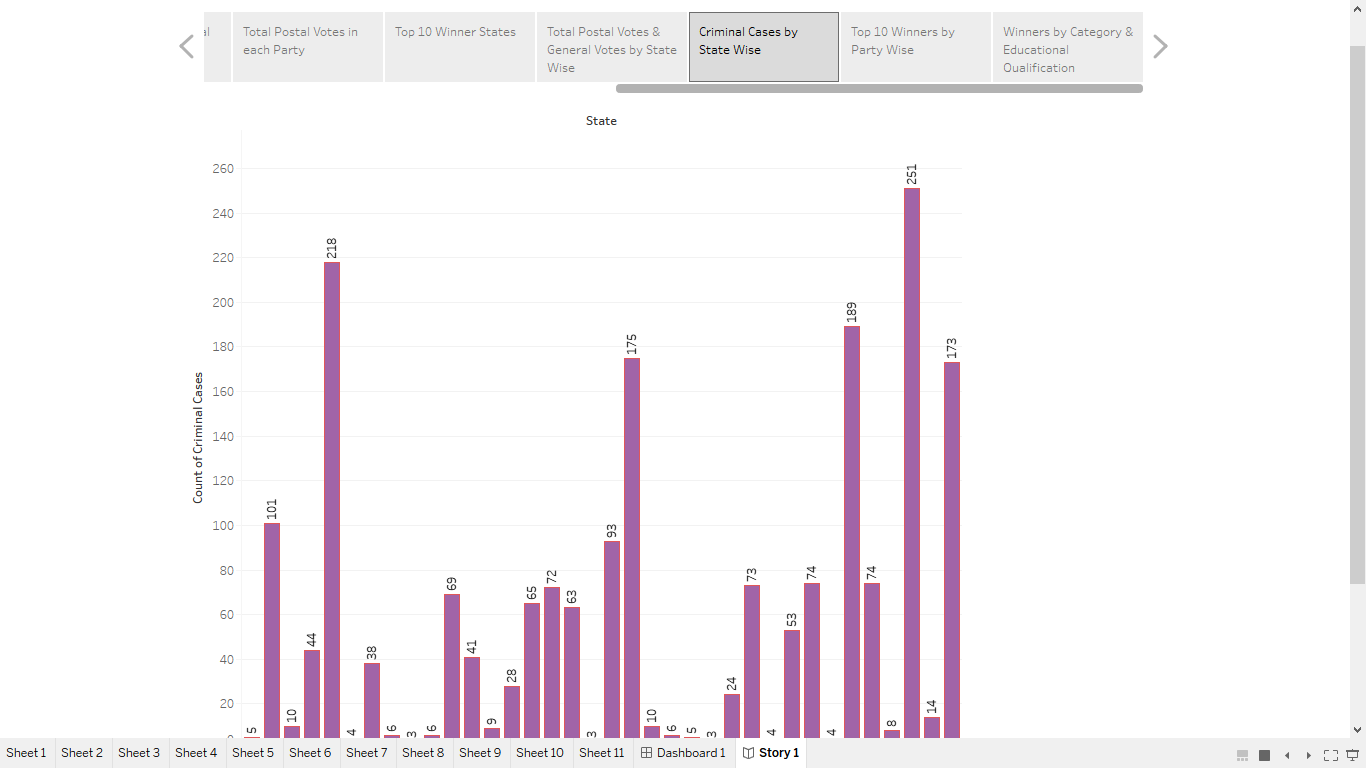 al
Total Postal Votes in
each Party
Top 10 Winner States
Total Postal Votes &
General Votes by State
Wise
Criminal Cases by
State Wise
Top 10 Winners by
Party Wise
Winners by Category &
Educational
Qualification
State
Count of Criminal Cases
260
240
220
200
180
160
140
120
100
80
60
40
20
0
5
101
10
44
218
4
38
6
3
6
69
41
9
28
65
72
63
3
93
175
10
6
5
3
24
73
4
53
74
4
189
74
8
251
14
173
Sheet 1 Sheet 2 Sheet 3 Sheet 4 Sheet 5 Sheet 6 Sheet 7 Sheet 8 Sheet 9 Sheet 10 Sheet 11 Dashboard 1 Story 1